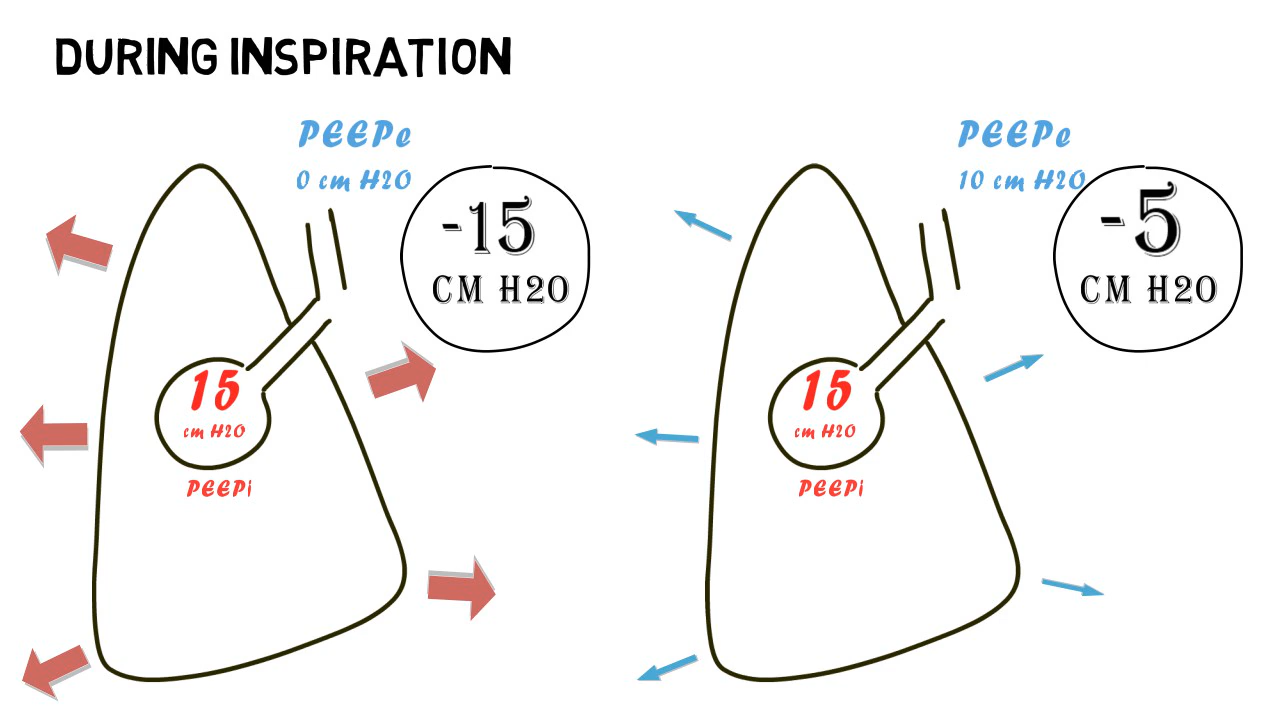 DURING INSPIRATION
PEEPe
0 cm H2O
-15
CM H2O
15
cm H2O
PEEPi
PEEPe
10 cm H2O
-5
CM H2O
15
cm H2O
PEEPi